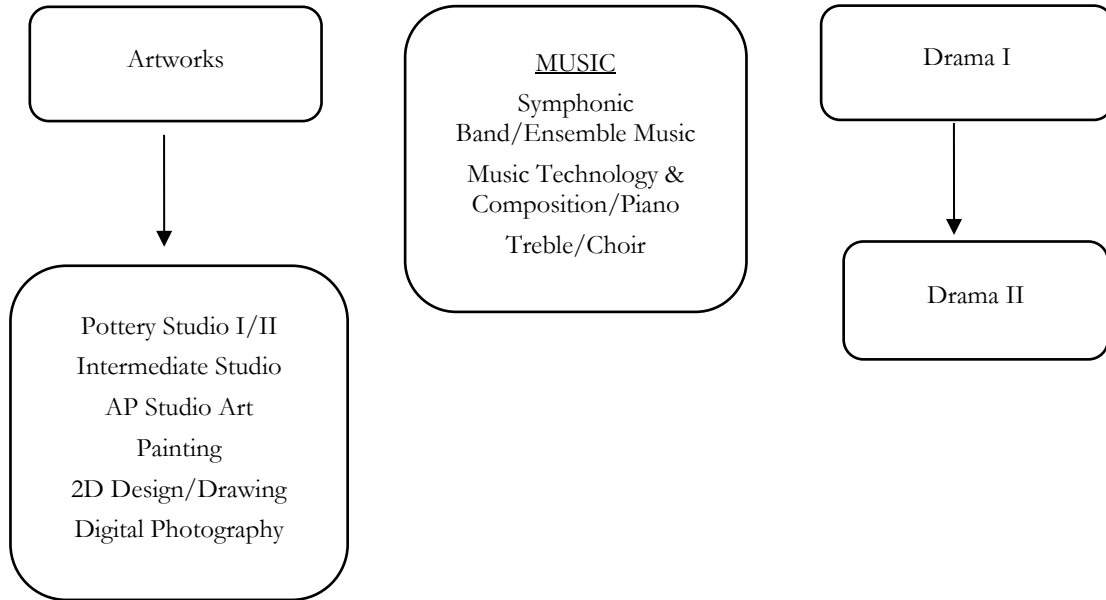 Artworks
Pottery Studio I/II
Intermediate Studio
AP Studio Art
Painting
2D Design/Drawing
Digital Photography
MUSIC
Symphonic
Band/Ensemble Music
Music Technology &
Composition/Piano
Treble/Choir
Drama I
Drama II